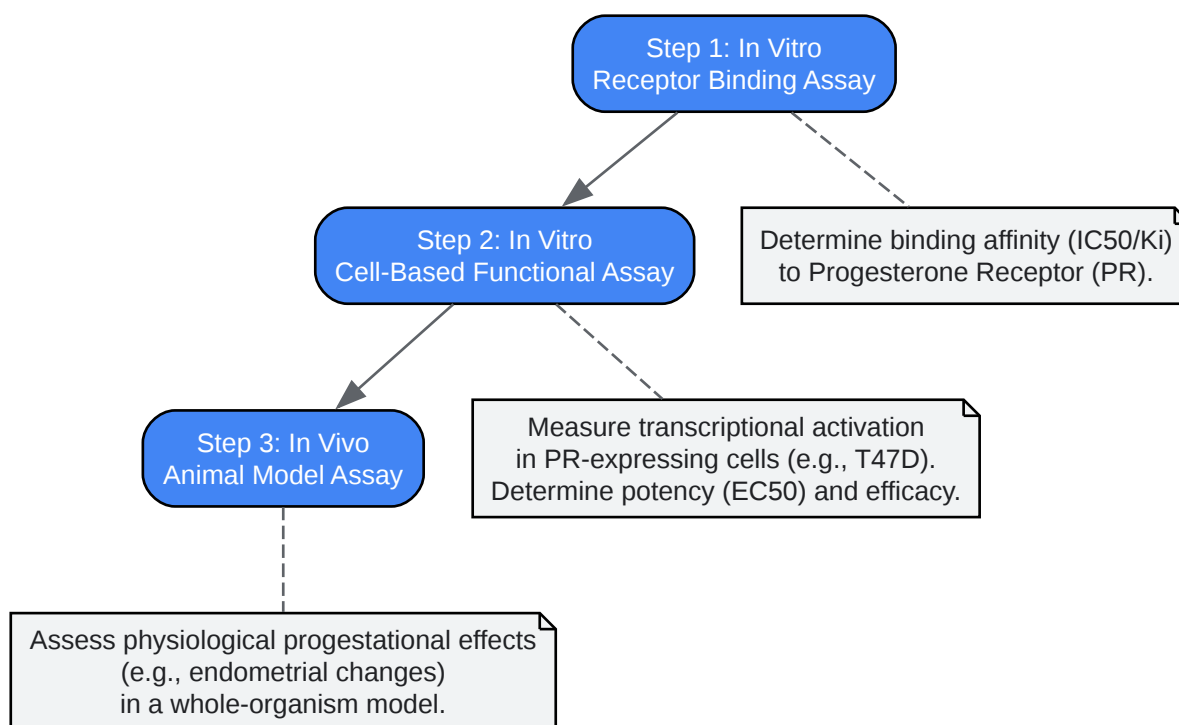 Step 1: In Vitro
Receptor Binding Assay
Determine binding affinity (IC50/Ki)
to Progesterone Receptor (PR).
Step 2: In Vitro
Cell-Based Functional Assay
Measure transcriptional activation
in PR-expressing cells (e.g., T47D).
Determine potency (EC50) and efficacy.
Step 3: In Vivo
Animal Model Assay
Assess physiological progestational effects
(e.g., endometrial changes)
in a whole-organism model.